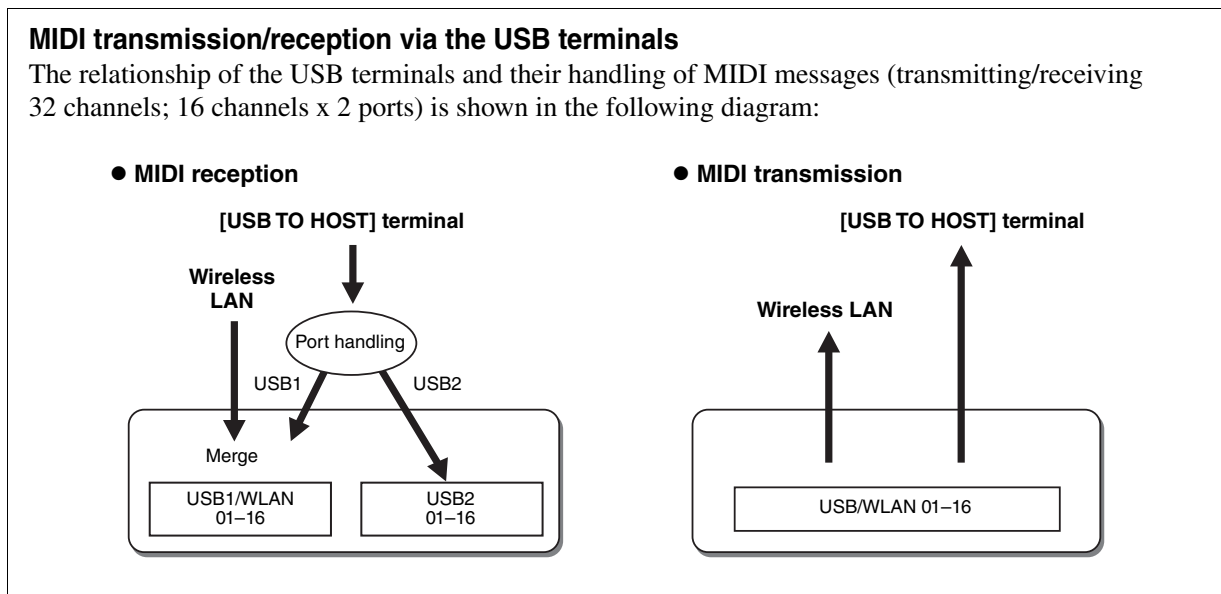 MIDI transmission/reception via the USB terminals
The relationship of the USB terminals and their handling of MIDI messages (transmitting/receiving
32 channels; 16 channels x 2 ports) is shown in the following diagram:
● MIDI reception
[USB TO HOST] terminal
Wireless
LAN
Port handling
USB1
USB2
Merge
USB1/WLAN
01–16
USB2
01–16
● MIDI transmission
[USB TO HOST] terminal
Wireless LAN
USB/WLAN 01–16